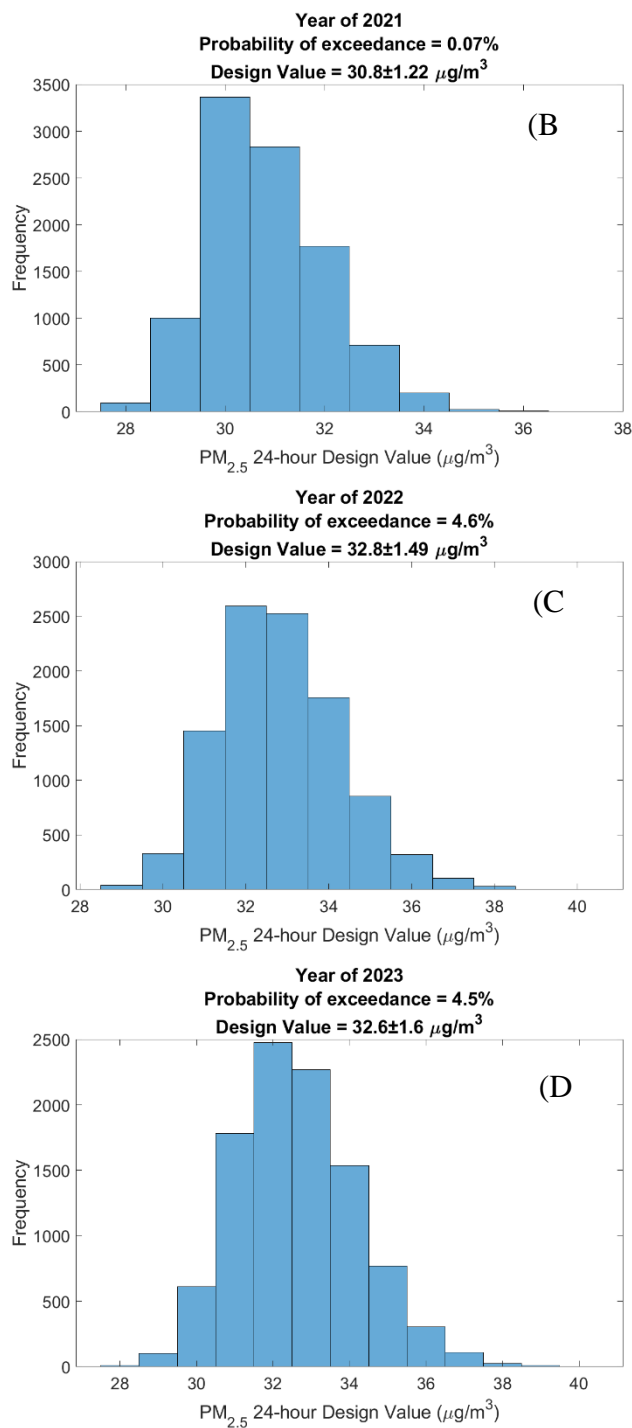 Year of 2021
Probability of exceedance = 0.07%
Design Value = 30.8±1.22 μg/m³
(B
3500
3000
2500
2000
1500
1000
500
0
Frequency
28 30 32 34 36 38
PM₂.₅ 24-hour Design Value (μg/m³)
Year of 2022
Probability of exceedance = 4.6%
Design Value = 32.8±1.49 μg/m³
(C
3000
2500
2000
1500
1000
500
0
Frequency
28 30 32 34 36 38 40
PM₂.₅ 24-hour Design Value (μg/m³)
Year of 2023
Probability of exceedance = 4.5%
Design Value = 32.6±1.6 μg/m³
(D
2500
2000
1500
1000
500
0
Frequency
28 30 32 34 36 38 40
PM₂.₅ 24-hour Design Value (μg/m³)